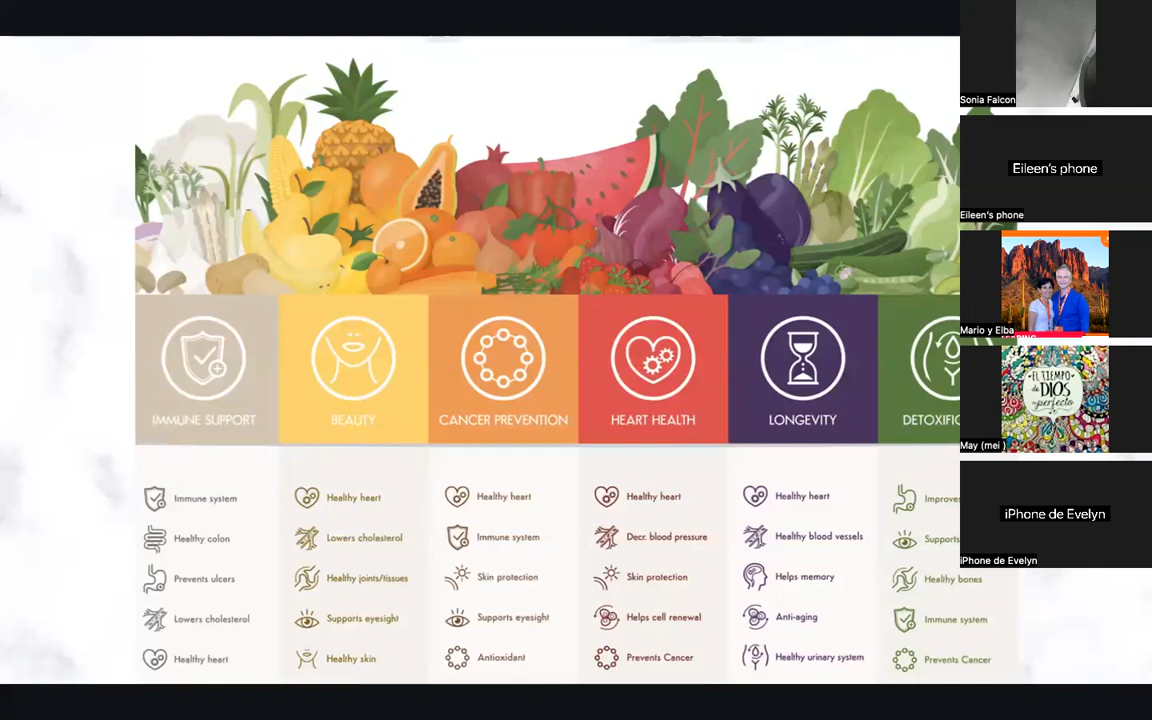 IMMUNE SUPPORT
BEAUTY
CANCER PREVENTION
HEART HEALTH
LONGEVITY
Immune system
Healthy colon
Prevents ulcers
Lowers cholesterol
Healthy heart
Healthy heart
Lowers cholesterol
Healthy joints/tissues
Supports eyesight
Healthy skin
Healthy heart
Immune system
Skin protection
Supports eyesight
Antioxidant
Healthy heart
Decr. blood pressure
Skin protection
Helps cell renewal
Prevents Cancer
Healthy heart
Healthy blood vessels
Helps memory
Anti-aging
Healthy urinary system
Improves
Supports
Healthy bones
Immune system
Prevents Cancer
Sonia Falcon
Eileen's phone
Eileen's phone
Mario y Elba
EL TIEMPO
de DIOS
es perfecto
May (mei )
iPhone de Evelyn
iPhone de Evelyn